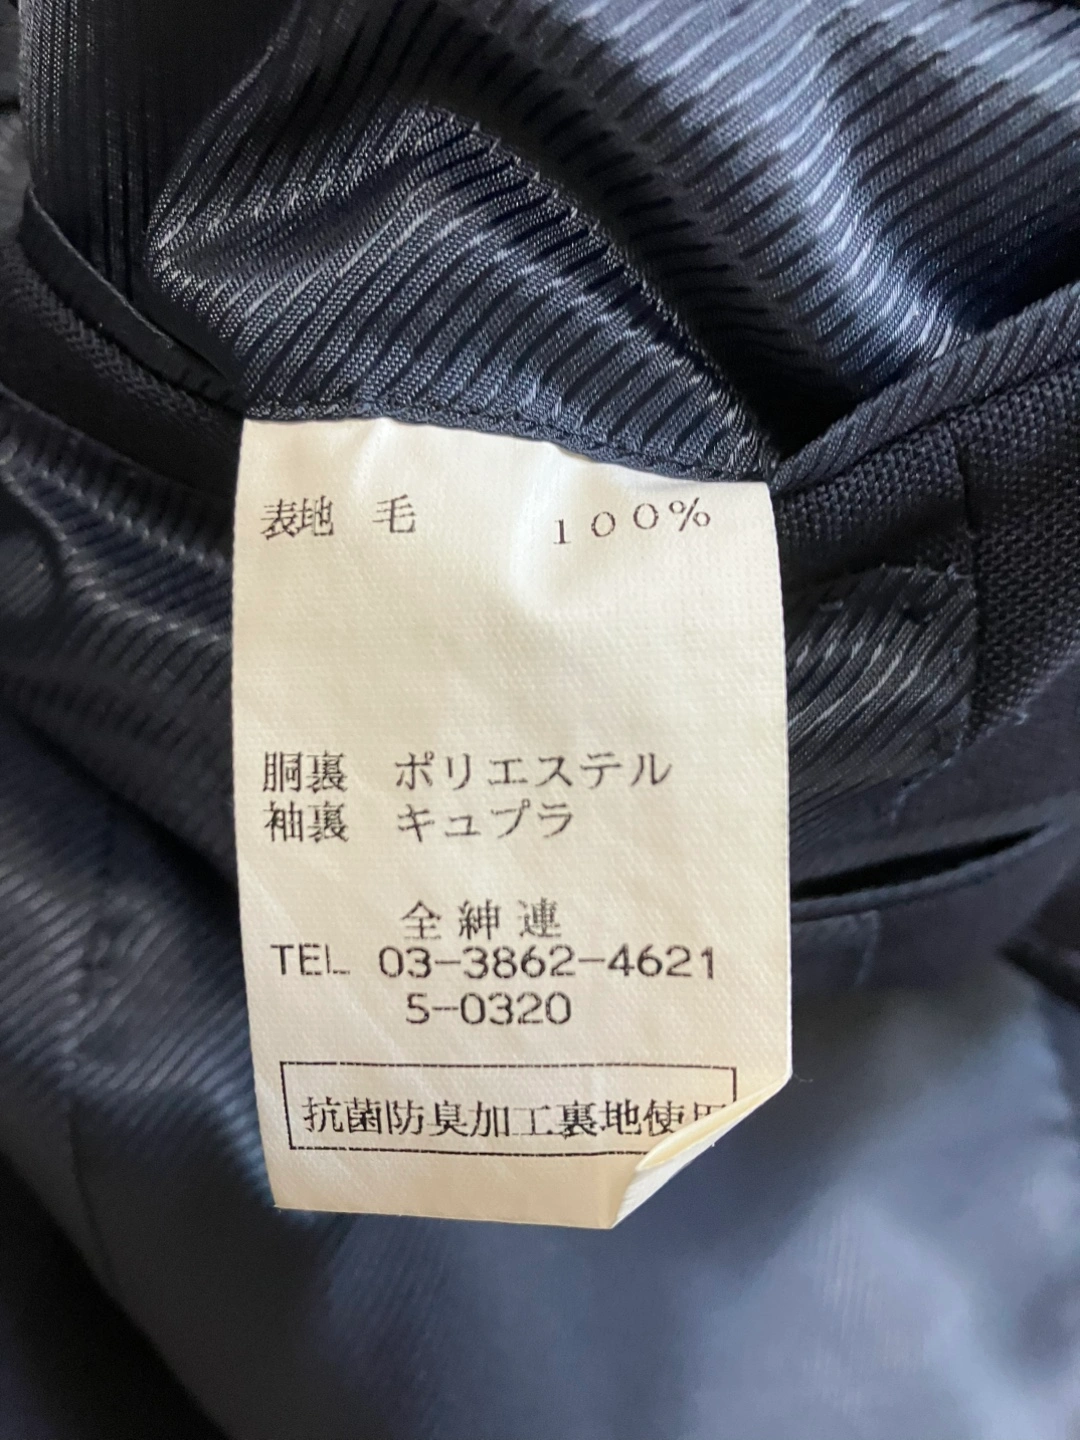 表地 毛 100%
胴裏 ポリエステル
袖裏 キュプラ
全紳連
TEL 03-3862-4621
5-0320
抗菌防臭加工裏地使用